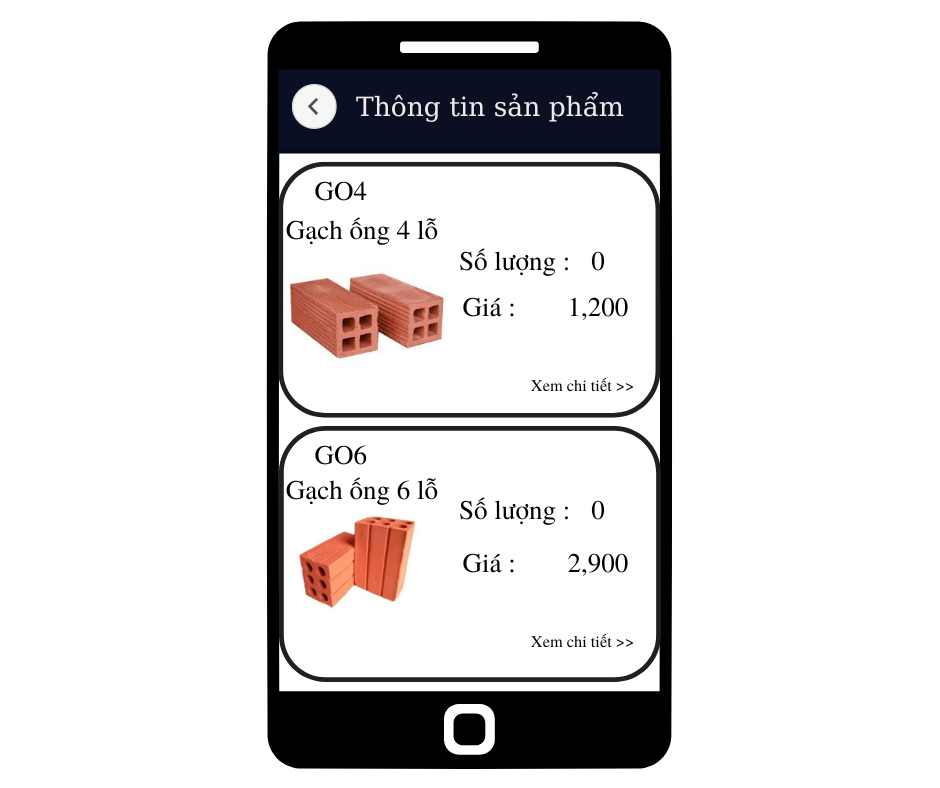 Thông tin sản phẩm
GO4
Gạch ống 4 lỗ
Số lượng : 0
Giá : 1,200
Xem chi tiết >>
GO6
Gạch ống 6 lỗ
Số lượng : 0
Giá : 2,900
Xem chi tiết >>